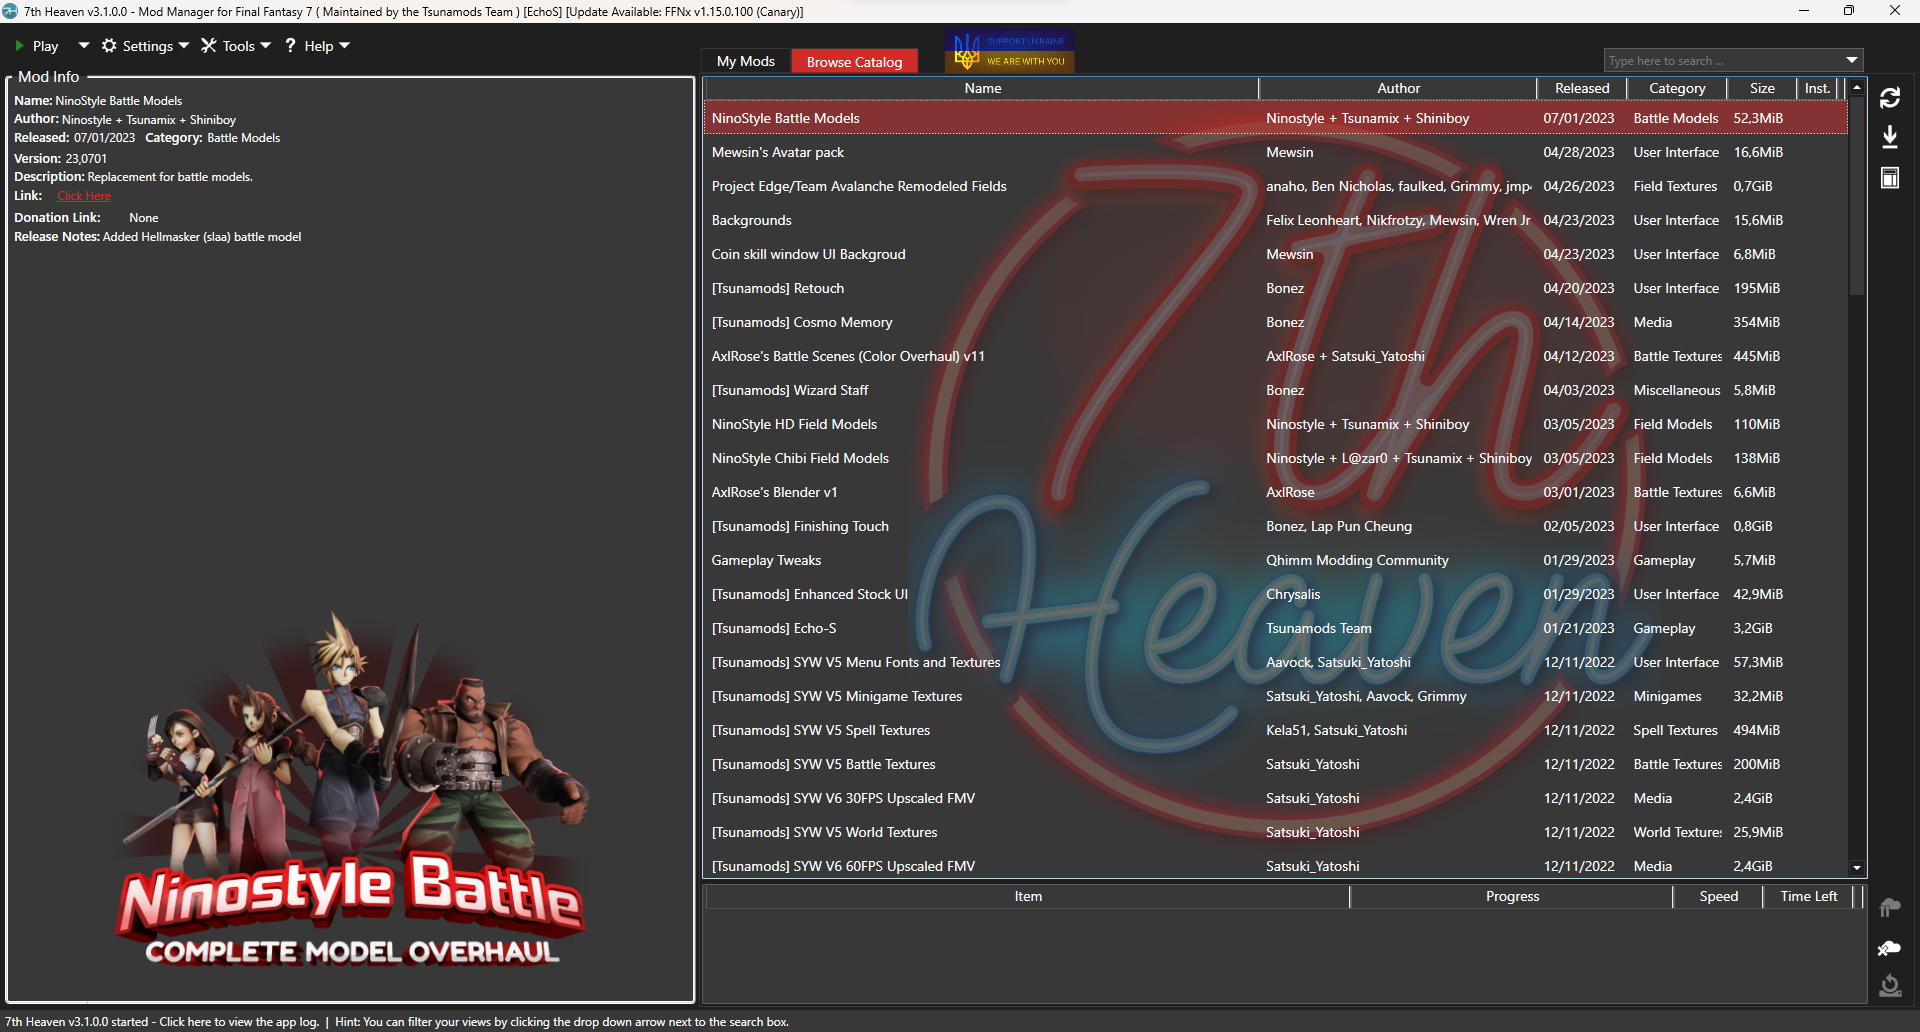 7th Heaven v3.1.0.0 - Mod Manager for Final Fantasy 7 ( Maintained by the Tsunamods Team ) [EchoS] [Update Available: FFNx v1.15.0.100 (Canary)]
Play Settings Tools ? Help
My Mods Browse Catalog
SUPPORT UKRAINE
WE ARE WITH YOU
Type here to search ...
Mod Info
Name: NinoStyle Battle Models
Author: Ninostyle + Tsunamix + Shiniboy
Released: 07/01/2023 Category: Battle Models
Version: 23,0701
Description: Replacement for battle models.
Link: Click Here
Donation Link: None
Release Notes: Added Hellmasker (slaa) battle model
Ninostyle Battle
COMPLETE MODEL OVERHAUL
Name Author Released Category Size Inst.
NinoStyle Battle Models Ninostyle + Tsunamix + Shiniboy 07/01/2023 Battle Models 52,3MiB
Mewsin's Avatar pack Mewsin 04/28/2023 User Interface 16,6MiB
Project Edge/Team Avalanche Remodeled Fields anaho, Ben Nicholas, faulked, Grimmy, jmp 04/26/2023 Field Textures 0,7GiB
Backgrounds Felix Leonheart, Nikfrotzy, Mewsin, Wren Jr 04/23/2023 User Interface 15,6MiB
Coin skill window UI Backgroud Mewsin 04/23/2023 User Interface 6,8MiB
[Tsunamods] Retouch Bonez 04/20/2023 User Interface 195MiB
[Tsunamods] Cosmo Memory Bonez 04/14/2023 Media 354MiB
AxlRose's Battle Scenes (Color Overhaul) v11 AxlRose + Satsuki_Yatoshi 04/12/2023 Battle Textures 445MiB
[Tsunamods] Wizard Staff Bonez 04/03/2023 Miscellaneous 5,8MiB
NinoStyle HD Field Models Ninostyle + Tsunamix + Shiniboy 03/05/2023 Field Models 110MiB
NinoStyle Chibi Field Models Ninostyle + L@zar0 + Tsunamix + Shiniboy 03/05/2023 Field Models 138MiB
AxlRose's Blender v1 AxlRose 03/01/2023 Battle Textures 6,6MiB
[Tsunamods] Finishing Touch Bonez, Lap Pun Cheung 02/05/2023 User Interface 0,8GiB
Gameplay Tweaks Qhimm Modding Community 01/29/2023 Gameplay 5,7MiB
[Tsunamods] Enhanced Stock UI Chrysalis 01/29/2023 User Interface 42,9MiB
[Tsunamods] Echo-S Tsunamods Team 01/21/2023 Gameplay 3,2GiB
[Tsunamods] SYW V5 Menu Fonts and Textures Aavock, Satsuki_Yatoshi 12/11/2022 User Interface 57,3MiB
[Tsunamods] SYW V5 Minigame Textures Satsuki_Yatoshi, Aavock, Grimmy 12/11/2022 Minigames 32,2MiB
[Tsunamods] SYW V5 Spell Textures Kela51, Satsuki_Yatoshi 12/11/2022 Spell Textures 494MiB
[Tsunamods] SYW V5 Battle Textures Satsuki_Yatoshi 12/11/2022 Battle Textures 200MiB
[Tsunamods] SYW V6 30FPS Upscaled FMV Satsuki_Yatoshi 12/11/2022 Media 2,4GiB
[Tsunamods] SYW V5 World Textures Satsuki_Yatoshi 12/11/2022 World Textures 25,9MiB
[Tsunamods] SYW V6 60FPS Upscaled FMV Satsuki_Yatoshi 12/11/2022 Media 2,4GiB
7th
Heaven
Item Progress Speed Time Left
7th Heaven v3.1.0.0 started - Click here to view the app log. | Hint: You can filter your views by clicking the drop down arrow next to the search box.